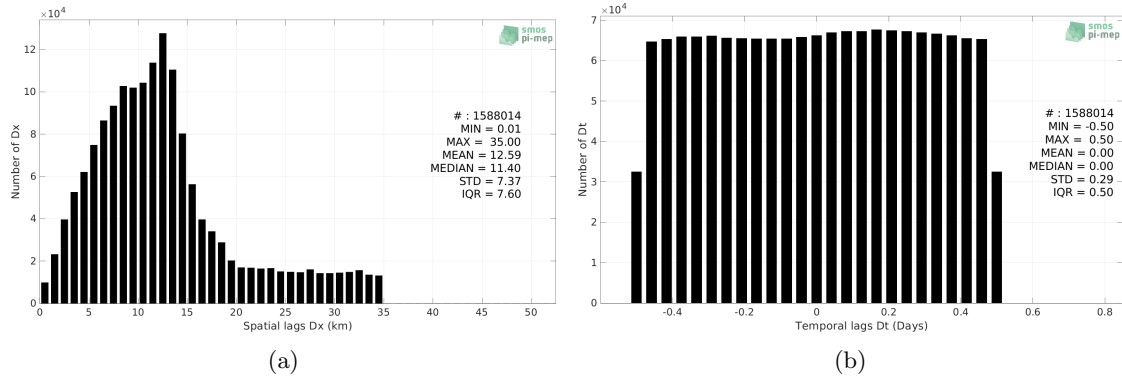 ×10⁴
smos
pi-mep
12
10
8
6
4
2
0
Number of Dx
# : 1588014
MIN = 0.01
MAX = 35.00
MEAN = 12.59
MEDIAN = 11.40
STD = 7.37
IQR = 7.60
0 5 10 15 20 25 30 35 40 45 50
Spatial lags Dx (km)
(a)
×10⁴
smos
pi-mep
7
6
5
4
3
2
1
0
Number of Dt
# : 1588014
MIN = -0.50
MAX = 0.50
MEAN = 0.00
MEDIAN = 0.00
STD = 0.29
IQR = 0.50
-0.4 -0.2 0 0.2 0.4 0.6 0.8
Temporal lags Dt (Days)
(b)